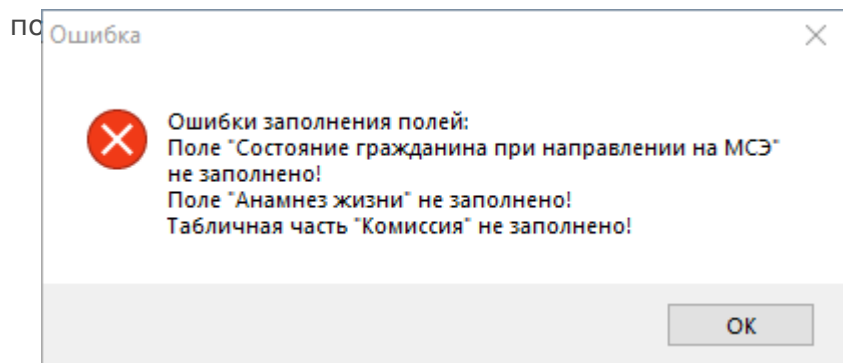 по
Ошибка
Ошибки заполнения полей:
Поле "Состояние гражданина при направлении на МСЭ"
не заполнено!
Поле "Анамнез жизни" не заполнено!
Табличная часть "Комиссия" не заполнено!
ОК